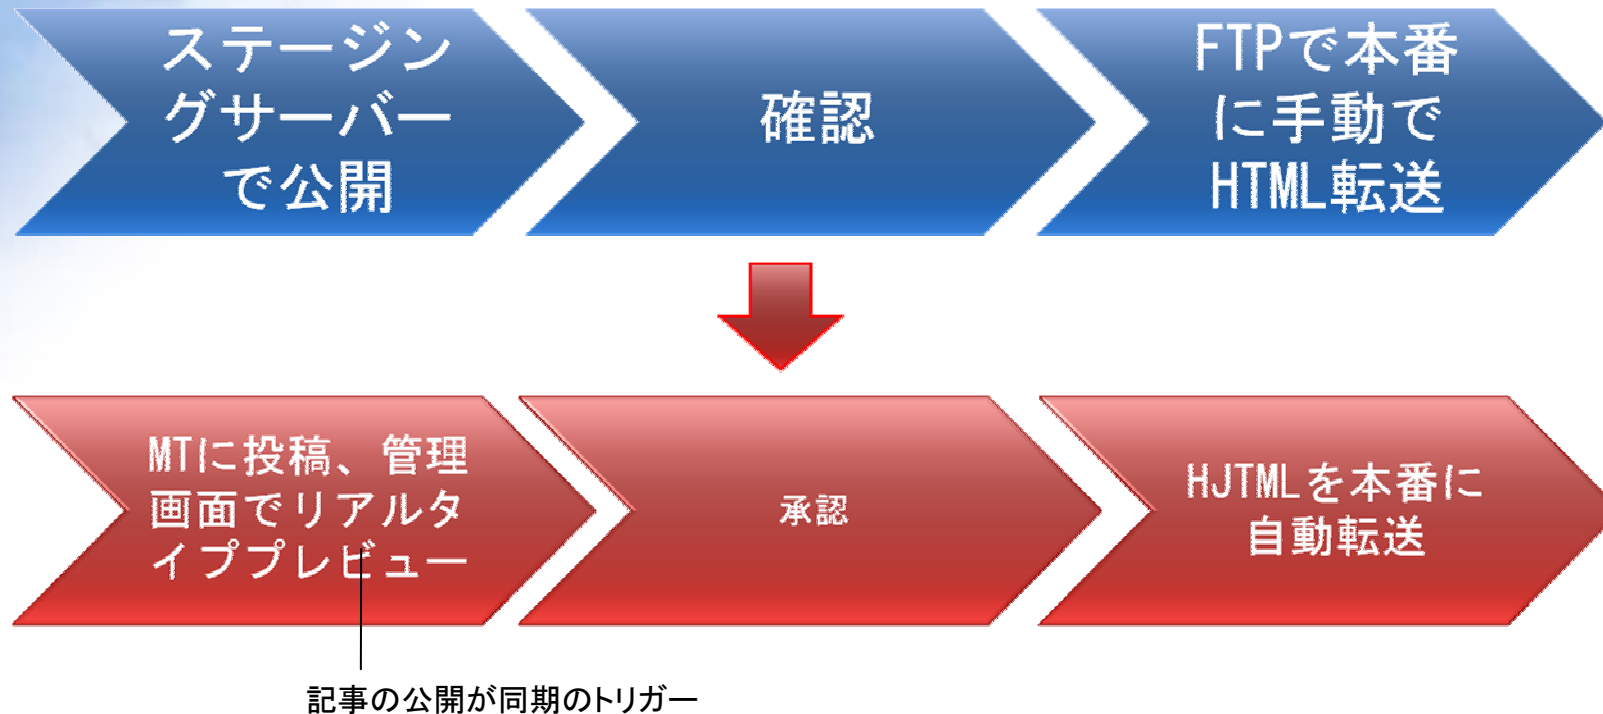 ステージン
グサーバー
で公開
確認
FTPで本番
に手動で
HTML転送
MTに投稿、管理
画面でリアルタ
イププレビュー
承認
HJTMLを本番に
自動転送
記事の公開が同期のトリガー